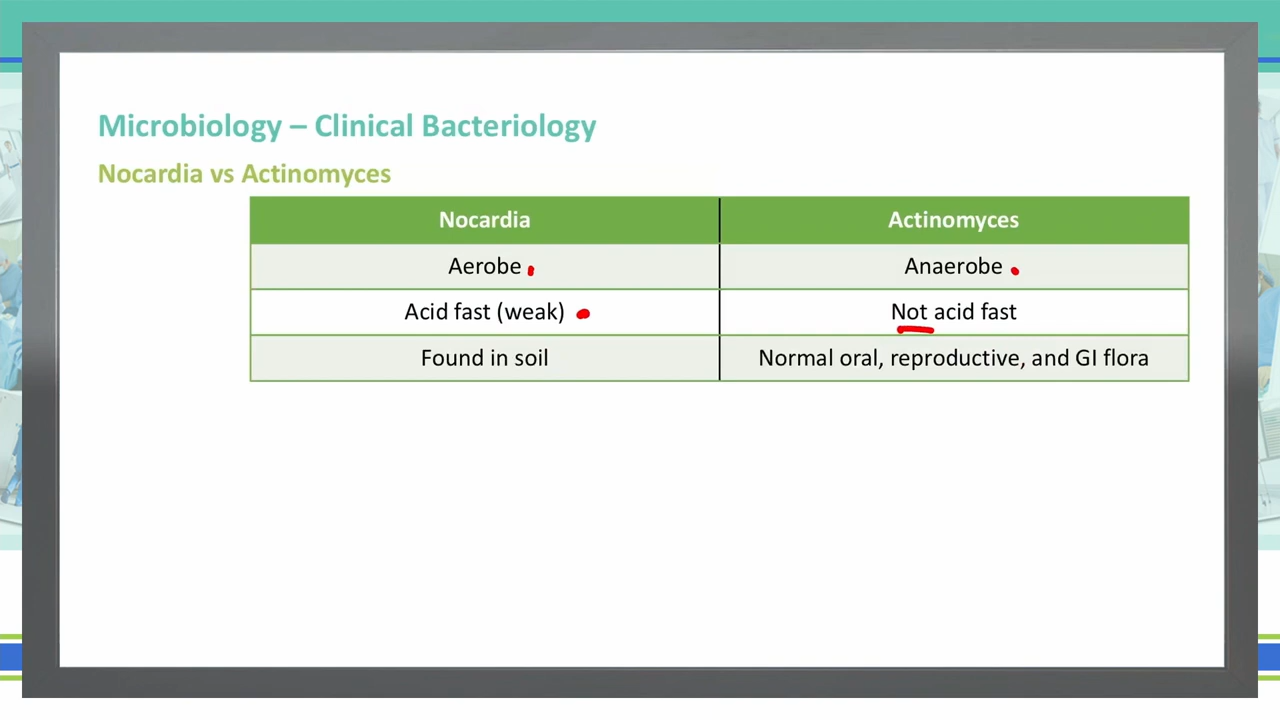 Microbiology – Clinical Bacteriology
Nocardia vs Actinomyces
Nocardia Actinomyces
Aerobe Anaerobe
Acid fast (weak) Not acid fast
Found in soil Normal oral, reproductive, and GI flora